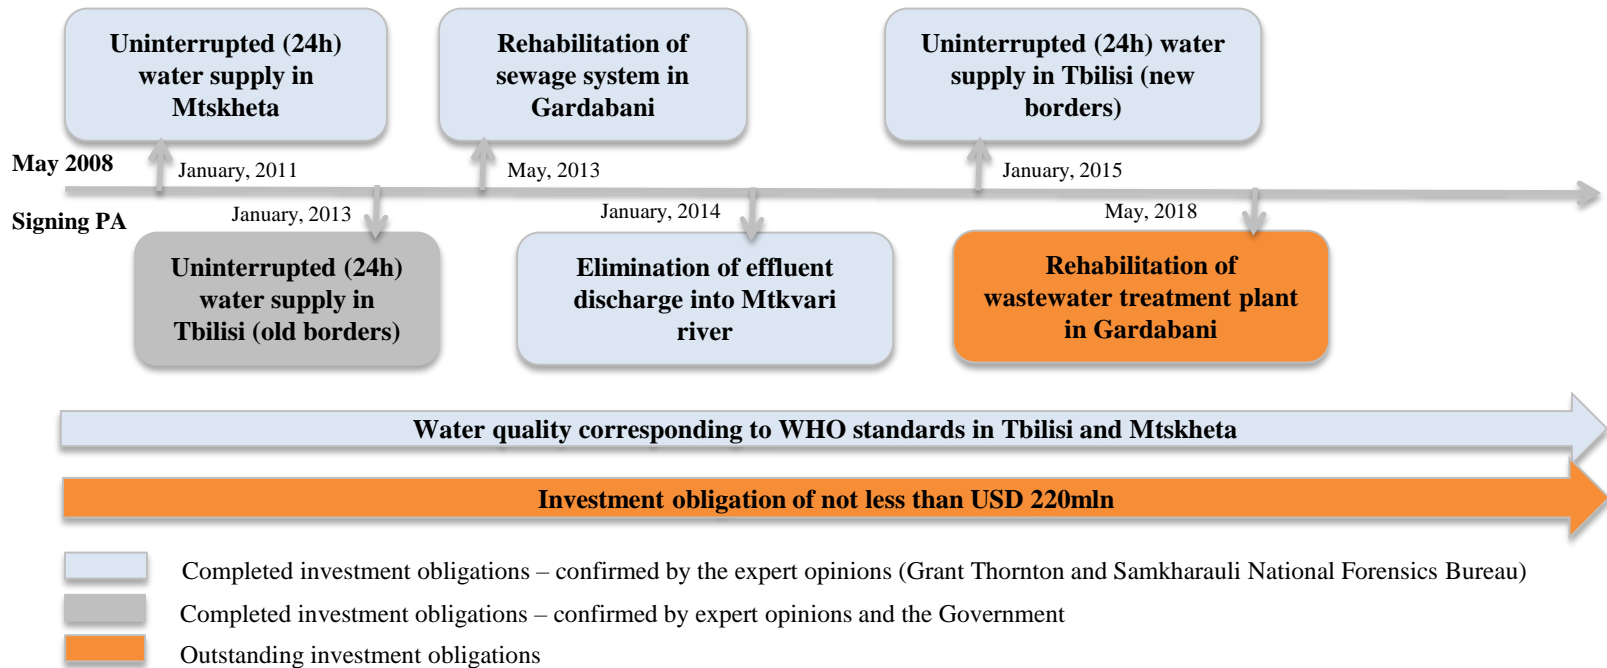 Uninterrupted (24h)
water supply in
Mtskheta
Rehabilitation of
sewage system in
Gardabani
Uninterrupted (24h) water
supply in Tbilisi (new
borders)
May 2008
January, 2011
May, 2013
January, 2015
Signing PA
January, 2013
January, 2014
May, 2018
Uninterrupted (24h)
water supply in
Tbilisi (old borders)
Elimination of effluent
discharge into Mtkvari
river
Rehabilitation of
wastewater treatment plant
in Gardabani
Water quality corresponding to WHO standards in Tbilisi and Mtskheta
Investment obligation of not less than USD 220mln
Completed investment obligations – confirmed by the expert opinions (Grant Thornton and Samkharauli National Forensics Bureau)
Completed investment obligations – confirmed by expert opinions and the Government
Outstanding investment obligations